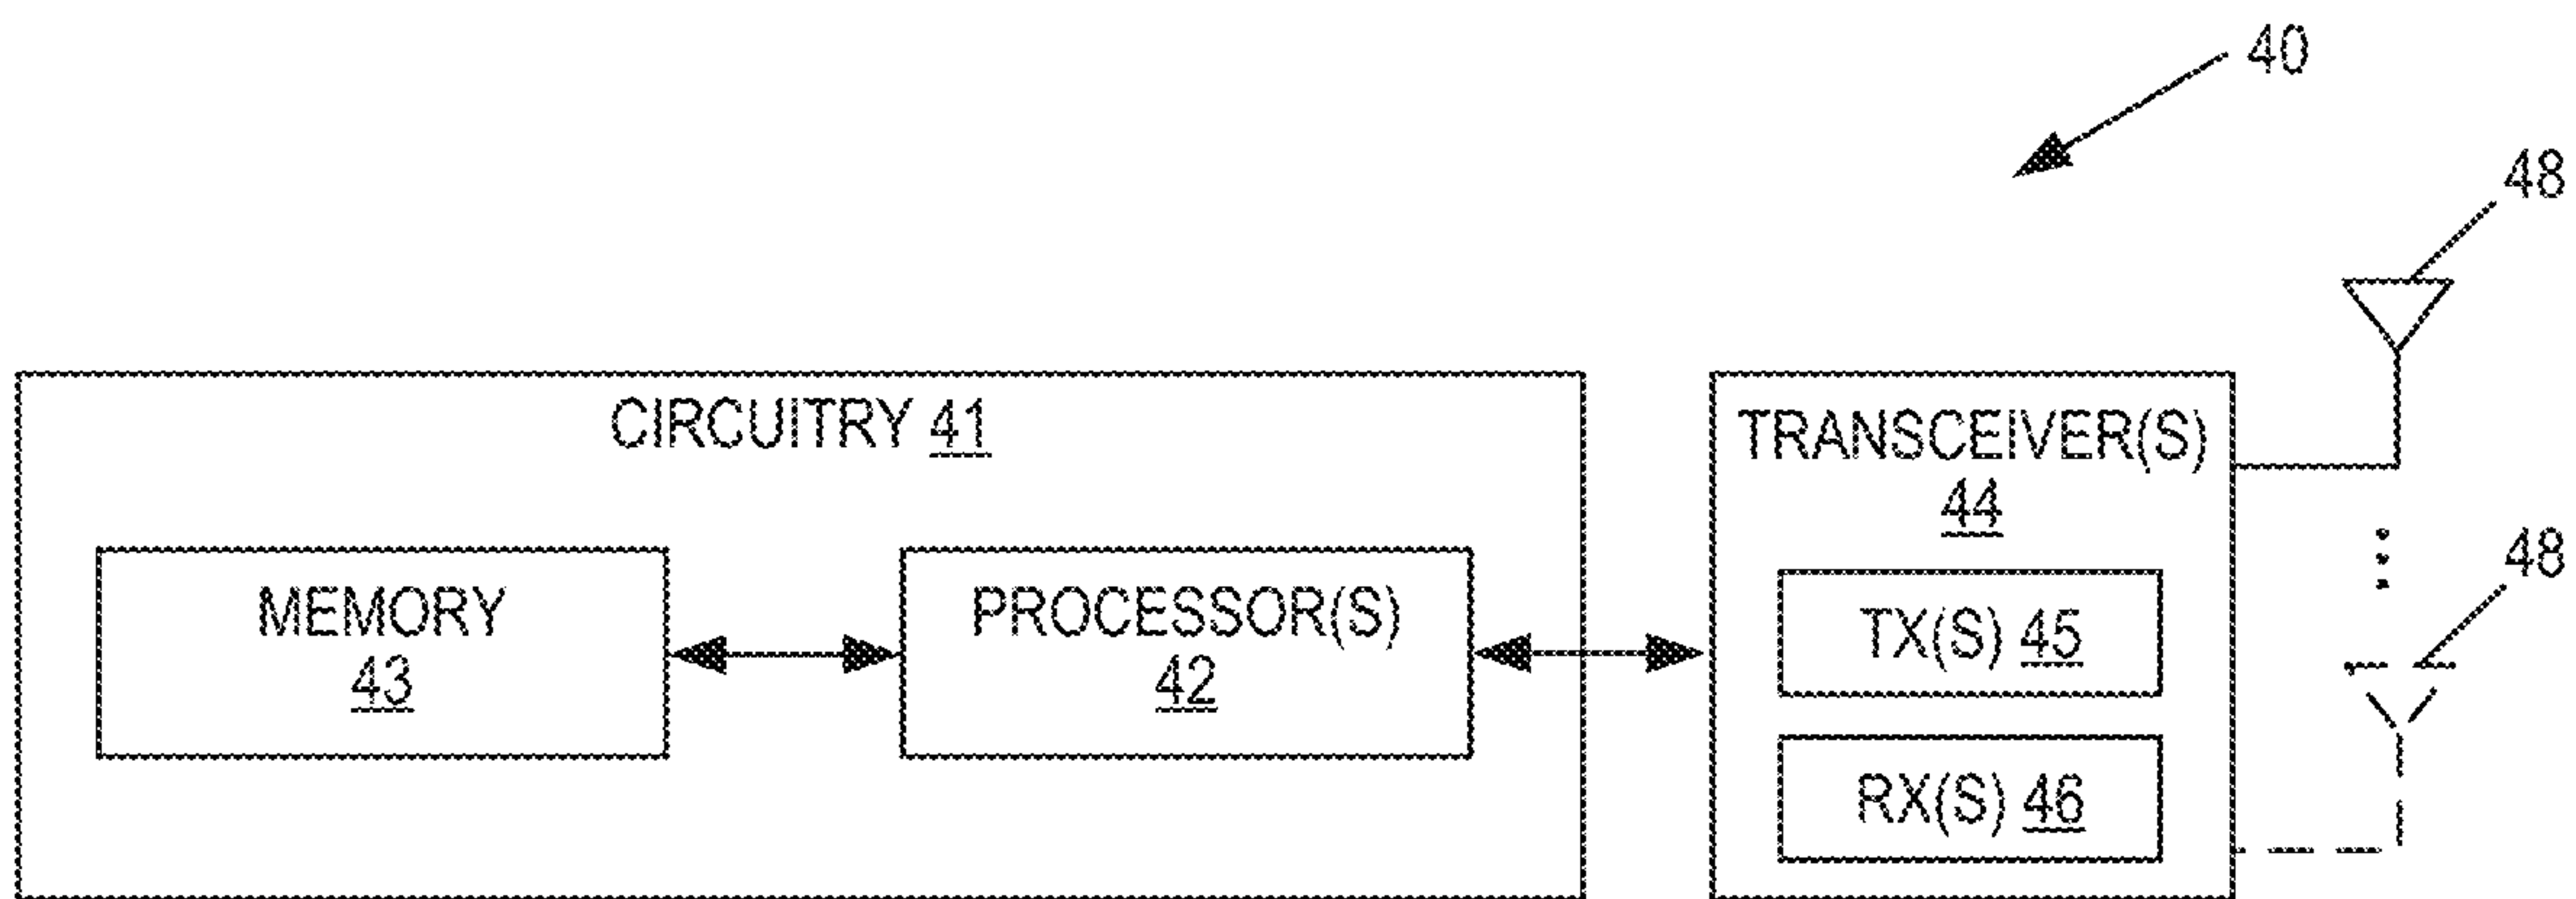 40
48
CIRCUITRY 41
TRANSCEIVER(S)
44
MEMORY
43
PROCESSOR(S)
42
TX(S) 45
RX(S) 46
48